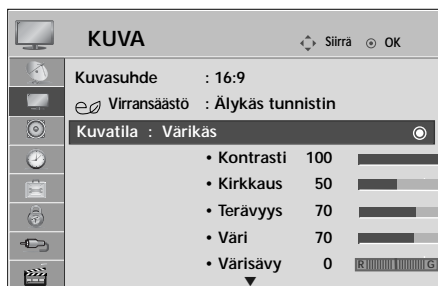 KUVA Siirrä OK
Kuvasuhde : 16:9
Virransäästö : Älykäs tunnistin
Kuvatila : Värikäs
• Kontrasti 100
• Kirkkaus 50
• Terävyys 70
• Väri 70
• Värisävy 0 R G